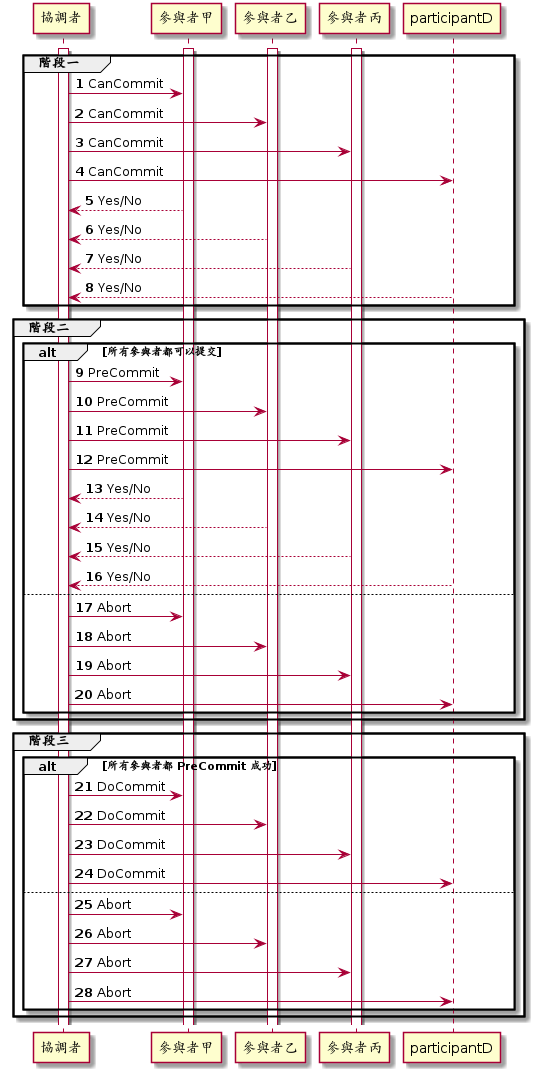 協調者 參與者甲 參與者乙 參與者丙 participantD
階段一
1 CanCommit
2 CanCommit
3 CanCommit
4 CanCommit
5 Yes/No
6 Yes/No
7 Yes/No
8 Yes/No
階段二
alt [所有參與者都可以提交]
9 PreCommit
10 PreCommit
11 PreCommit
12 PreCommit
13 Yes/No
14 Yes/No
15 Yes/No
16 Yes/No
17 Abort
18 Abort
19 Abort
20 Abort
階段三
alt [所有參與者都 PreCommit 成功]
21 DoCommit
22 DoCommit
23 DoCommit
24 DoCommit
25 Abort
26 Abort
27 Abort
28 Abort
協調者 參與者甲 參與者乙 參與者丙 participantD